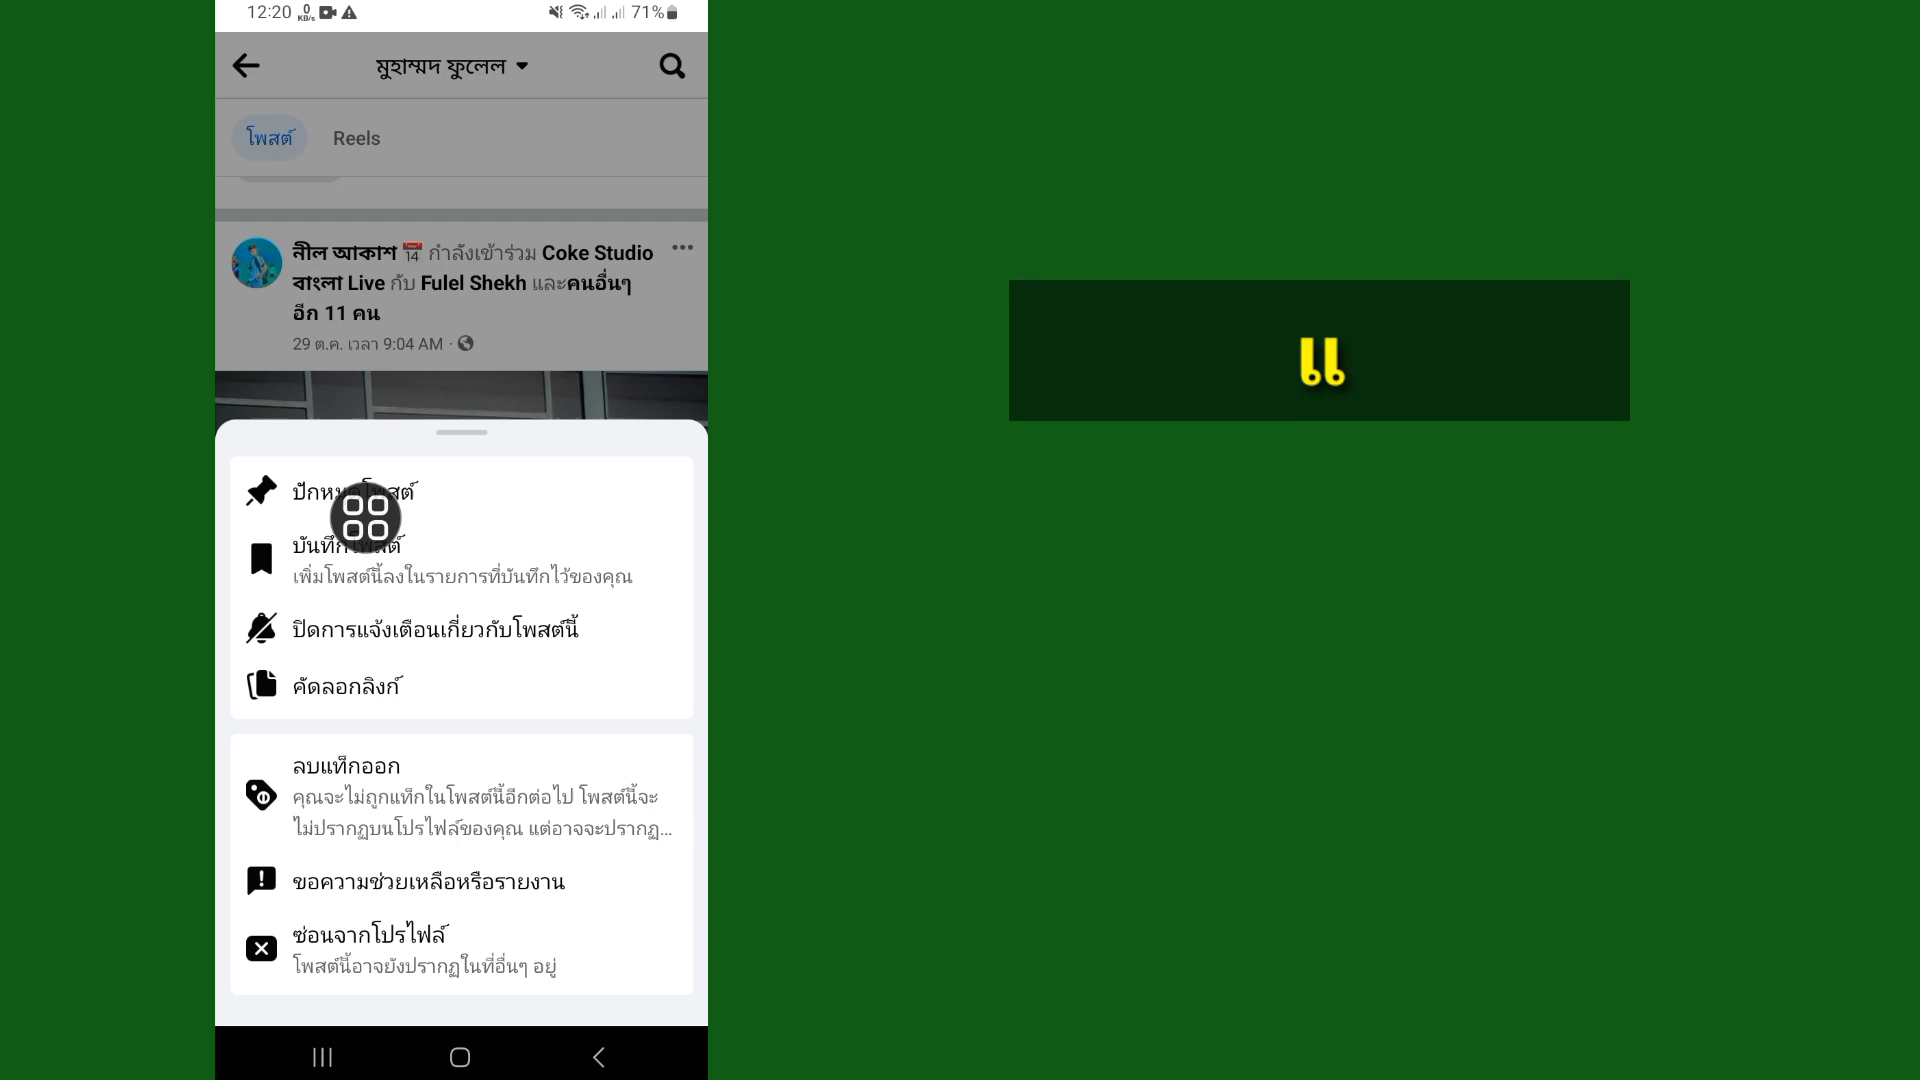 12:20 0 KB/s 71%
মুহাম্মদ ফুলেল
โพสต์ Reels
নীল আকাশ 📅 กำลังเข้าร่วม Coke Studio
বাংলা Live กับ Fulel Shekh และคนอื่นๆ
อีก 11 คน
29 ต.ค. เวลา 9:04 AM ·
ปักหมุดโพสต์
บันทึกโพสต์
เพิ่มโพสต์นี้ลงในรายการที่บันทึกไว้ของคุณ
ปิดการแจ้งเตือนเกี่ยวกับโพสต์นี้
คัดลอกลิงก์
ลบแท็กออก
คุณจะไม่ถูกแท็กในโพสต์นี้อีกต่อไป โพสต์นี้จะ
ไม่ปรากฏบนโปรไฟล์ของคุณ แต่อาจจะปรากฏ...
ขอความช่วยเหลือหรือรายงาน
ซ่อนจากโปรไฟล์
โพสต์นี้อาจยังปรากฏในที่อื่นๆ อยู่
แ